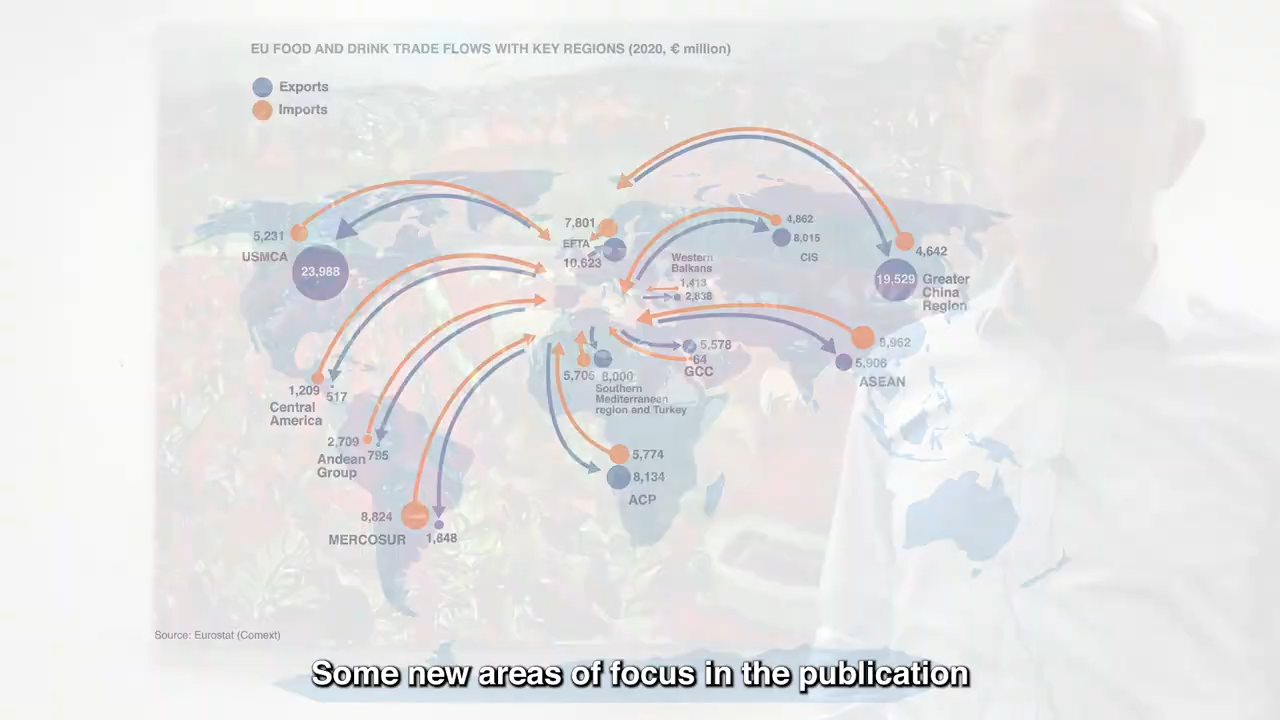 EU FOOD AND DRINK TRADE FLOWS WITH KEY REGIONS (2020, € million)
Exports
Imports
5,231
USMCA
23,988
7,801
EFTA
10,623
4,862
8,015
CIS
4,642
19,529
Greater
China
Region
Western
Balkans
1,413
2,838
5,578
64
GCC
5,906
ASEAN
8,000
Southern
Mediterranean
region and Turkey
1,209
517
Central
America
2,709
795
Andean
Group
5,774
8,134
ACP
8,824
MERCOSUR
1,848
Source: Eurostat (Comext)
Some new areas of focus in the publication